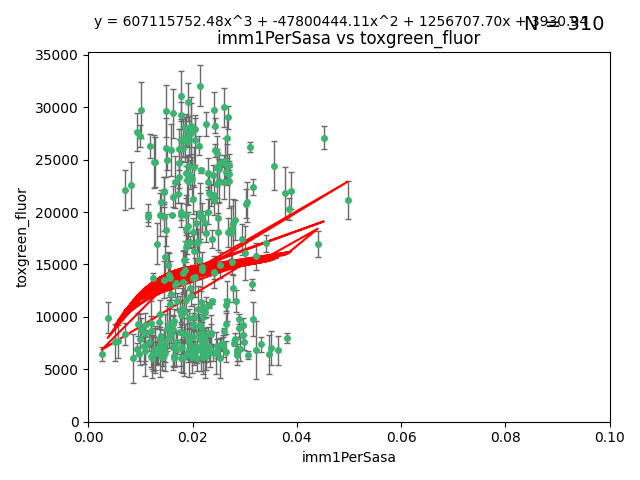 y = 607115752.48x^3 + -47800444.11x^2 + 1256707.70x +
N = 310
imm1PerSasa vs toxgreen_fluor
35000
30000
25000
20000
15000
10000
5000
0
toxgreen_fluor
0.00 0.02 0.04 0.06 0.08 0.10
imm1PerSasa